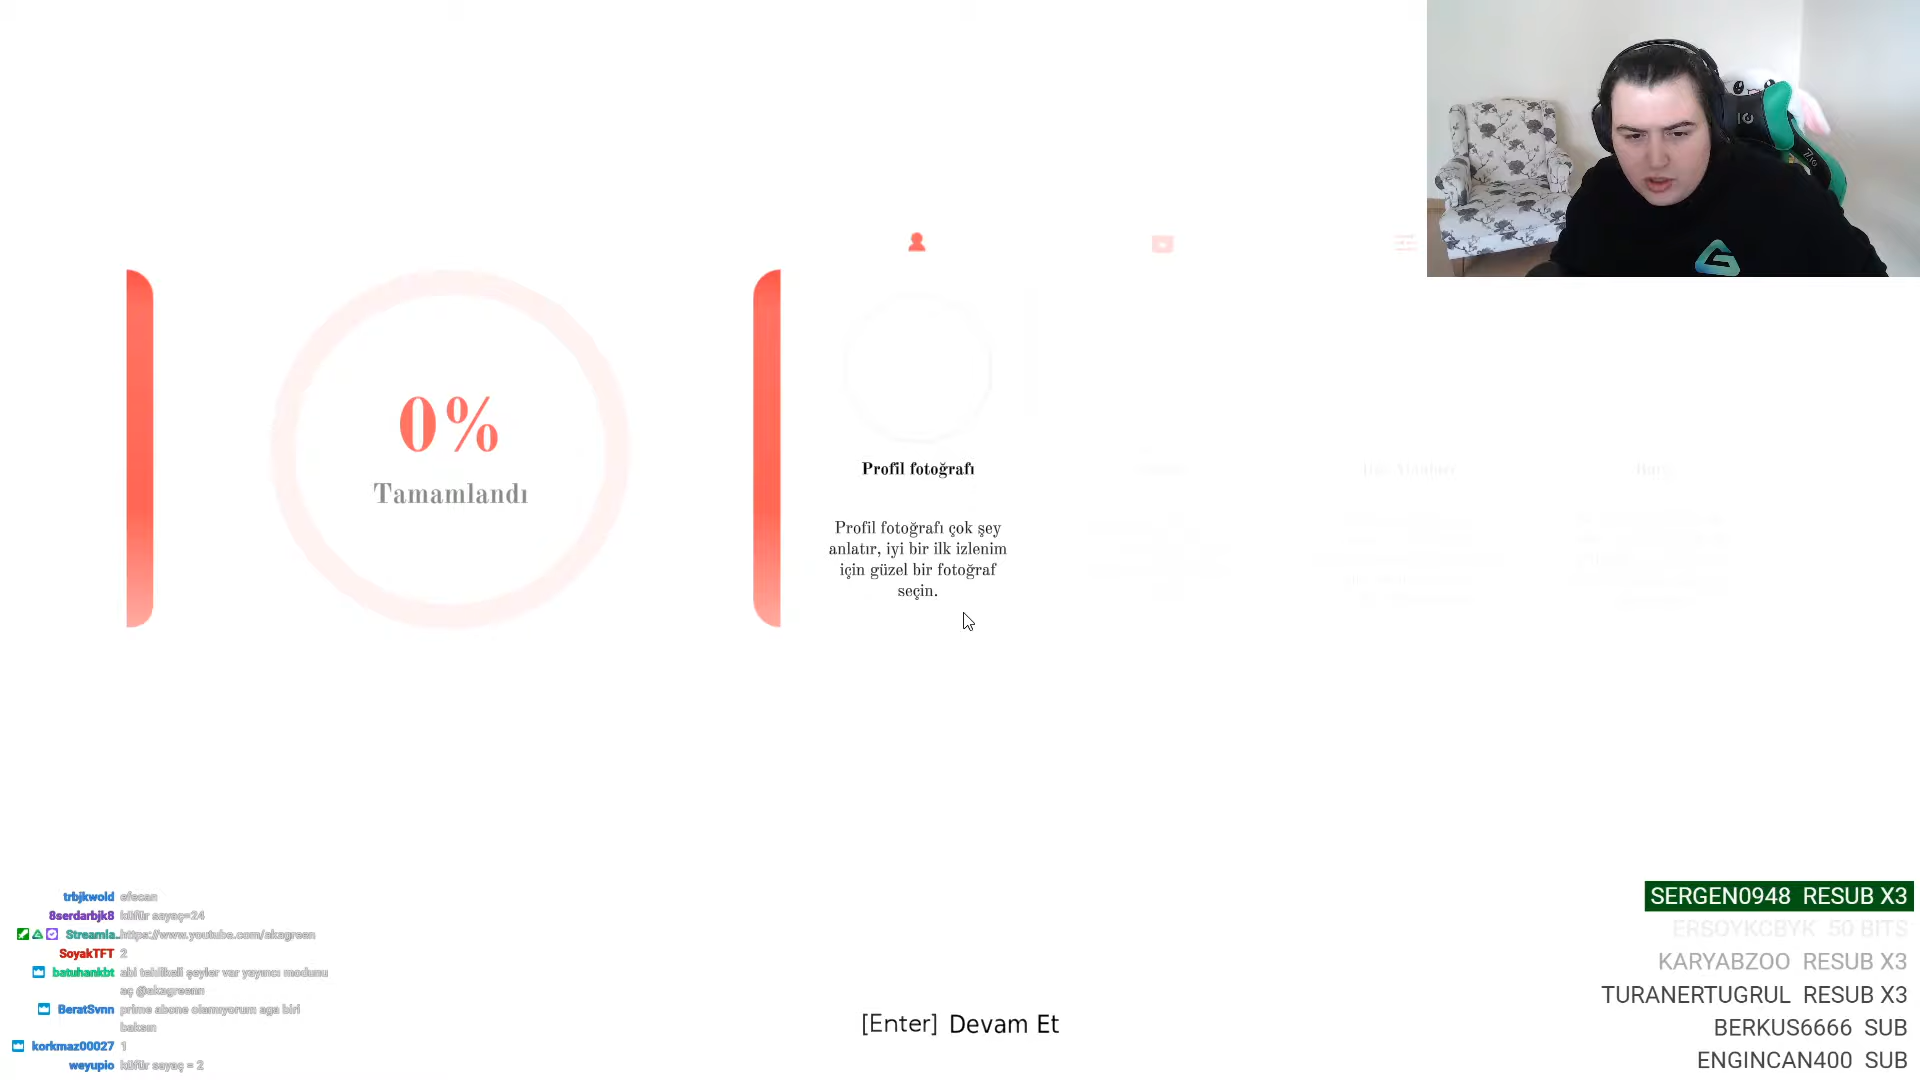 0%
Tamamlandı
Profil fotoğrafı
Profil fotoğrafı çok şey
anlatır, iyi bir ilk izlenim
için güzel bir fotoğraf
seçin.
trbjkwold efecan
8serdarbjk8 küfür sayaç=24
Streamla.. https://www.youtube.com/akagreen
SoyakTFT 2
batuhankbt abi tehlikeli şeyler var yayıncı modunu
aç @akagreenn
BeratSvnn prime abone olamıyorum aga biri
baksın
korkmaz00027 1
weyupio küfür sayaç = 2
[Enter] Devam Et
SERGEN0948 RESUB X3
ERSOYKCBYK 50 BITS
KARYABZOO RESUB X3
TURANERTUGRUL RESUB X3
BERKUS6666 SUB
ENGINCAN400 SUB